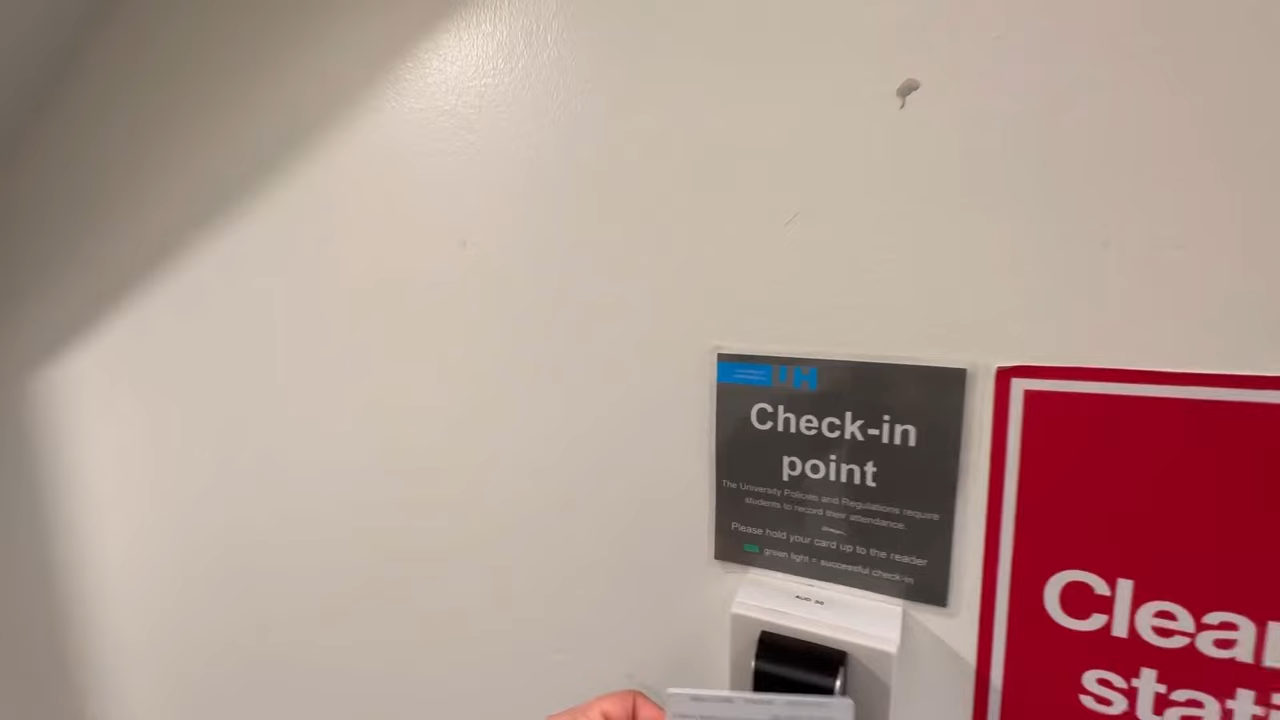 Check-in
point
The University Policies and Regulations require
students to record their attendance.
Please hold your card up to the reader
green light = successful check-in
Clea
stati